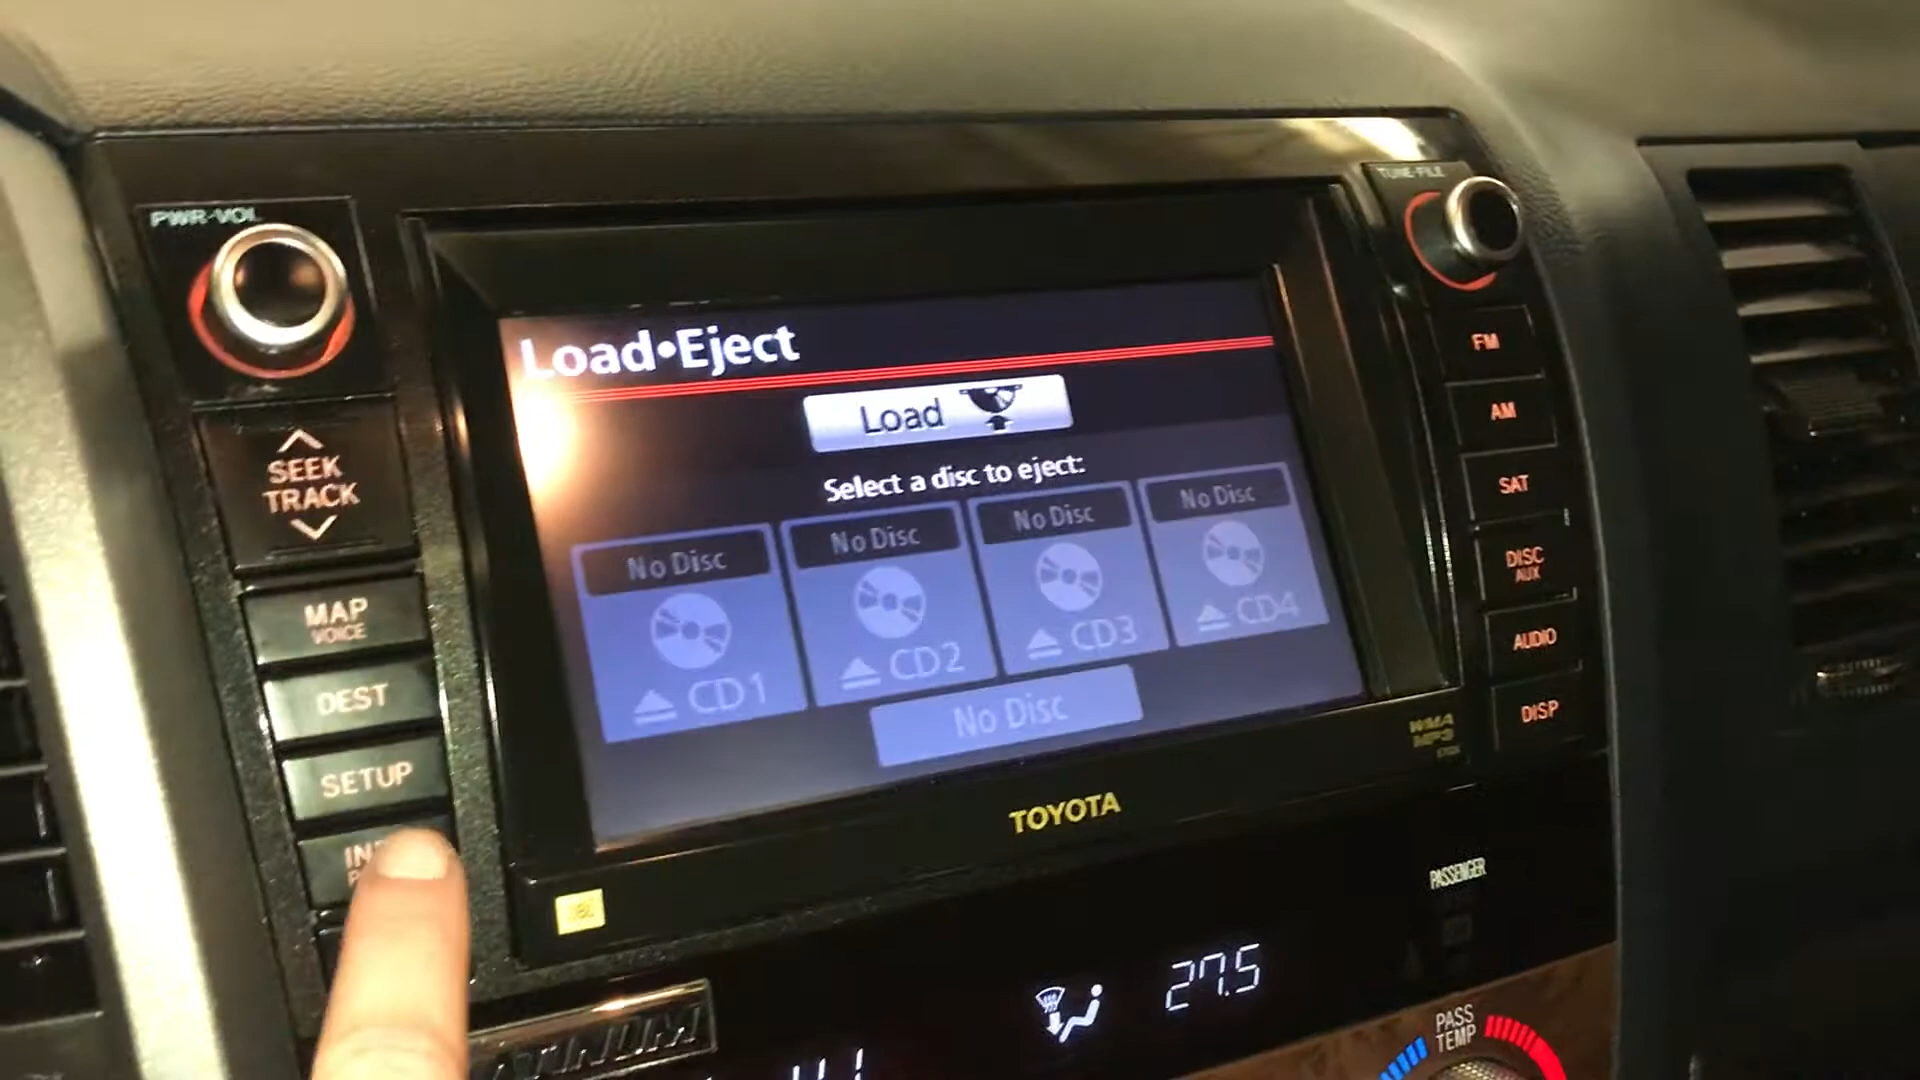 PWR·VOL
TUNE·FILE
SEEK
TRACK
MAP
VOICE
DEST
SETUP
Load•Eject
Load
Select a disc to eject:
No Disc
CD1
No Disc
CD2
No Disc
CD3
No Disc
CD4
No Disc
FM
AM
SAT
DISC
AUX
AUDIO
DISP
WMA
MP3
TOYOTA
JBL
PASSENGER
27.5
PASS
TEMP